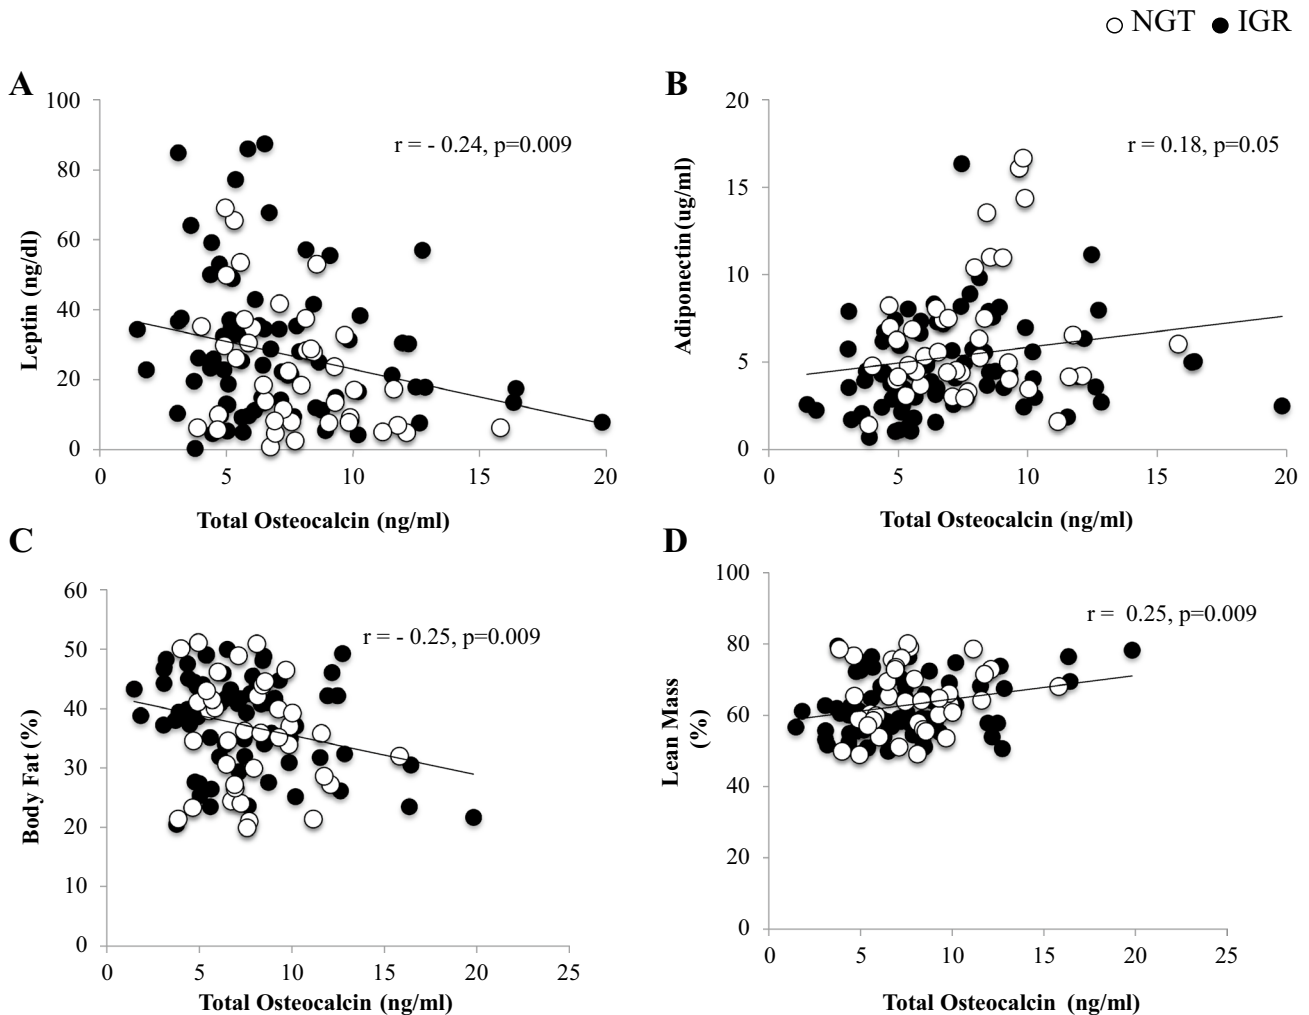 NGT IGR
A
100
80
60
40
20
0
Leptin (ng/dl)
r = - 0.24, p=0.009
0 5 10 15 20
Total Osteocalcin (ng/ml)
B
20
15
10
5
0
Adiponectin(ug/ml)
r = 0.18, p=0.05
0 5 10 15 20
Total Osteocalcin (ng/ml)
C
60
50
40
30
20
10
0
Body Fat (%)
r = - 0.25, p=0.009
0 5 10 15 20 25
Total Osteocalcin (ng/ml)
D
100
80
60
40
20
0
Lean Mass
(%)
r = 0.25, p=0.009
0 5 10 15 20 25
Total Osteocalcin (ng/ml)